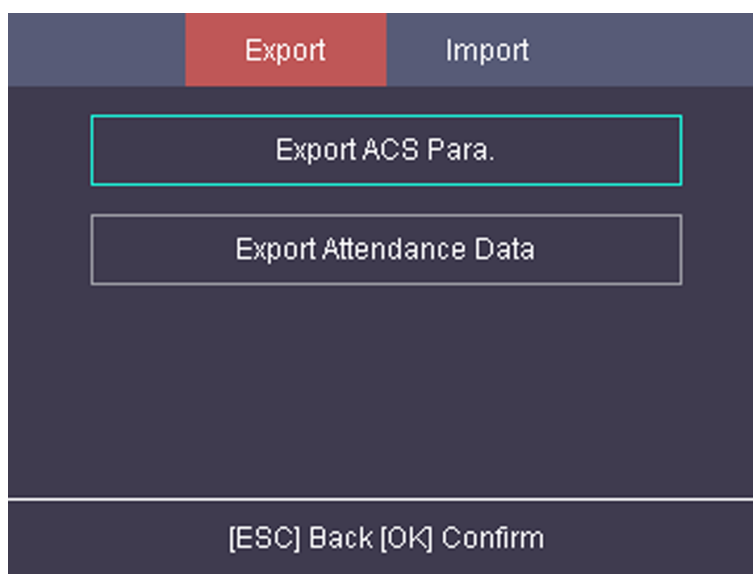 Export Import
Export ACS Para.
Export Attendance Data
[ESC] Back [OK] Confirm